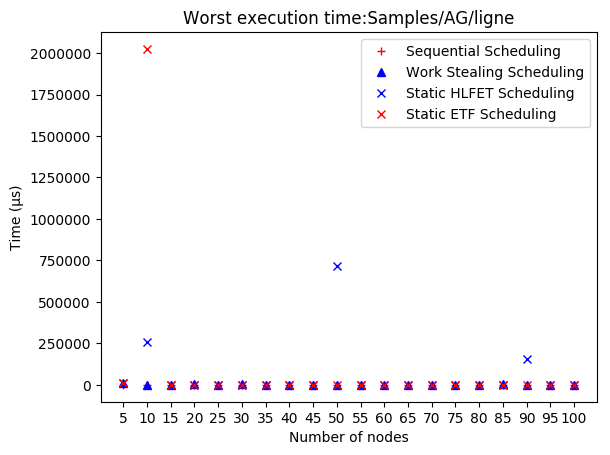 Worst execution time:Samples/AG/ligne
Sequential Scheduling
Work Stealing Scheduling
Static HLFET Scheduling
Static ETF Scheduling
Time (µs)
2000000
1750000
1500000
1250000
1000000
750000
500000
250000
0
5 10 15 20 25 30 35 40 45 50 55 60 65 70 75 80 85 90 95 100
Number of nodes